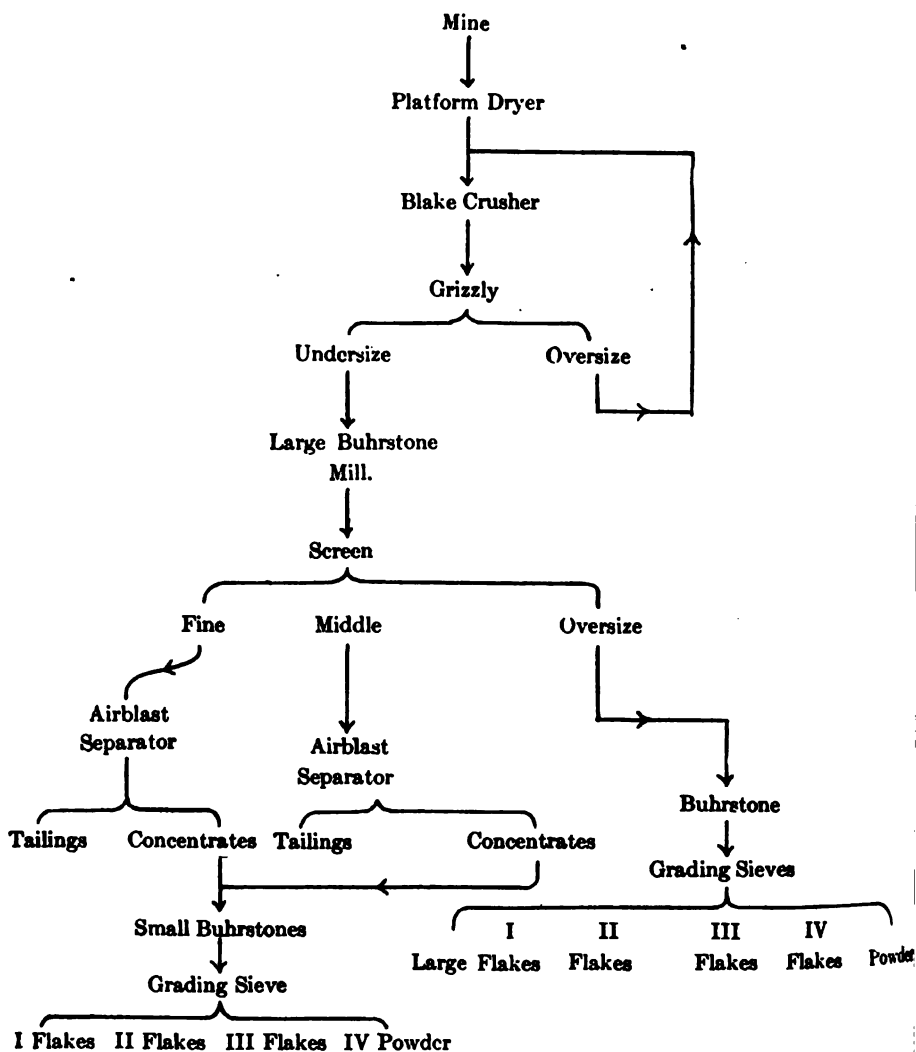 Mine
Platform Dryer
Blake Crusher
Grizzly
Undersize Oversize
Large Buhrstone
Mill.
Screen
Fine Middle Oversize
Airblast
Separator
Airblast
Separator
Buhrstone
Tailings Concentrates Tailings Concentrates
Grading Sieves
Small Buhrstones
I II III IV
Large Flakes Flakes Flakes Flakes Powder
Grading Sieve
I Flakes II Flakes III Flakes IV Powder